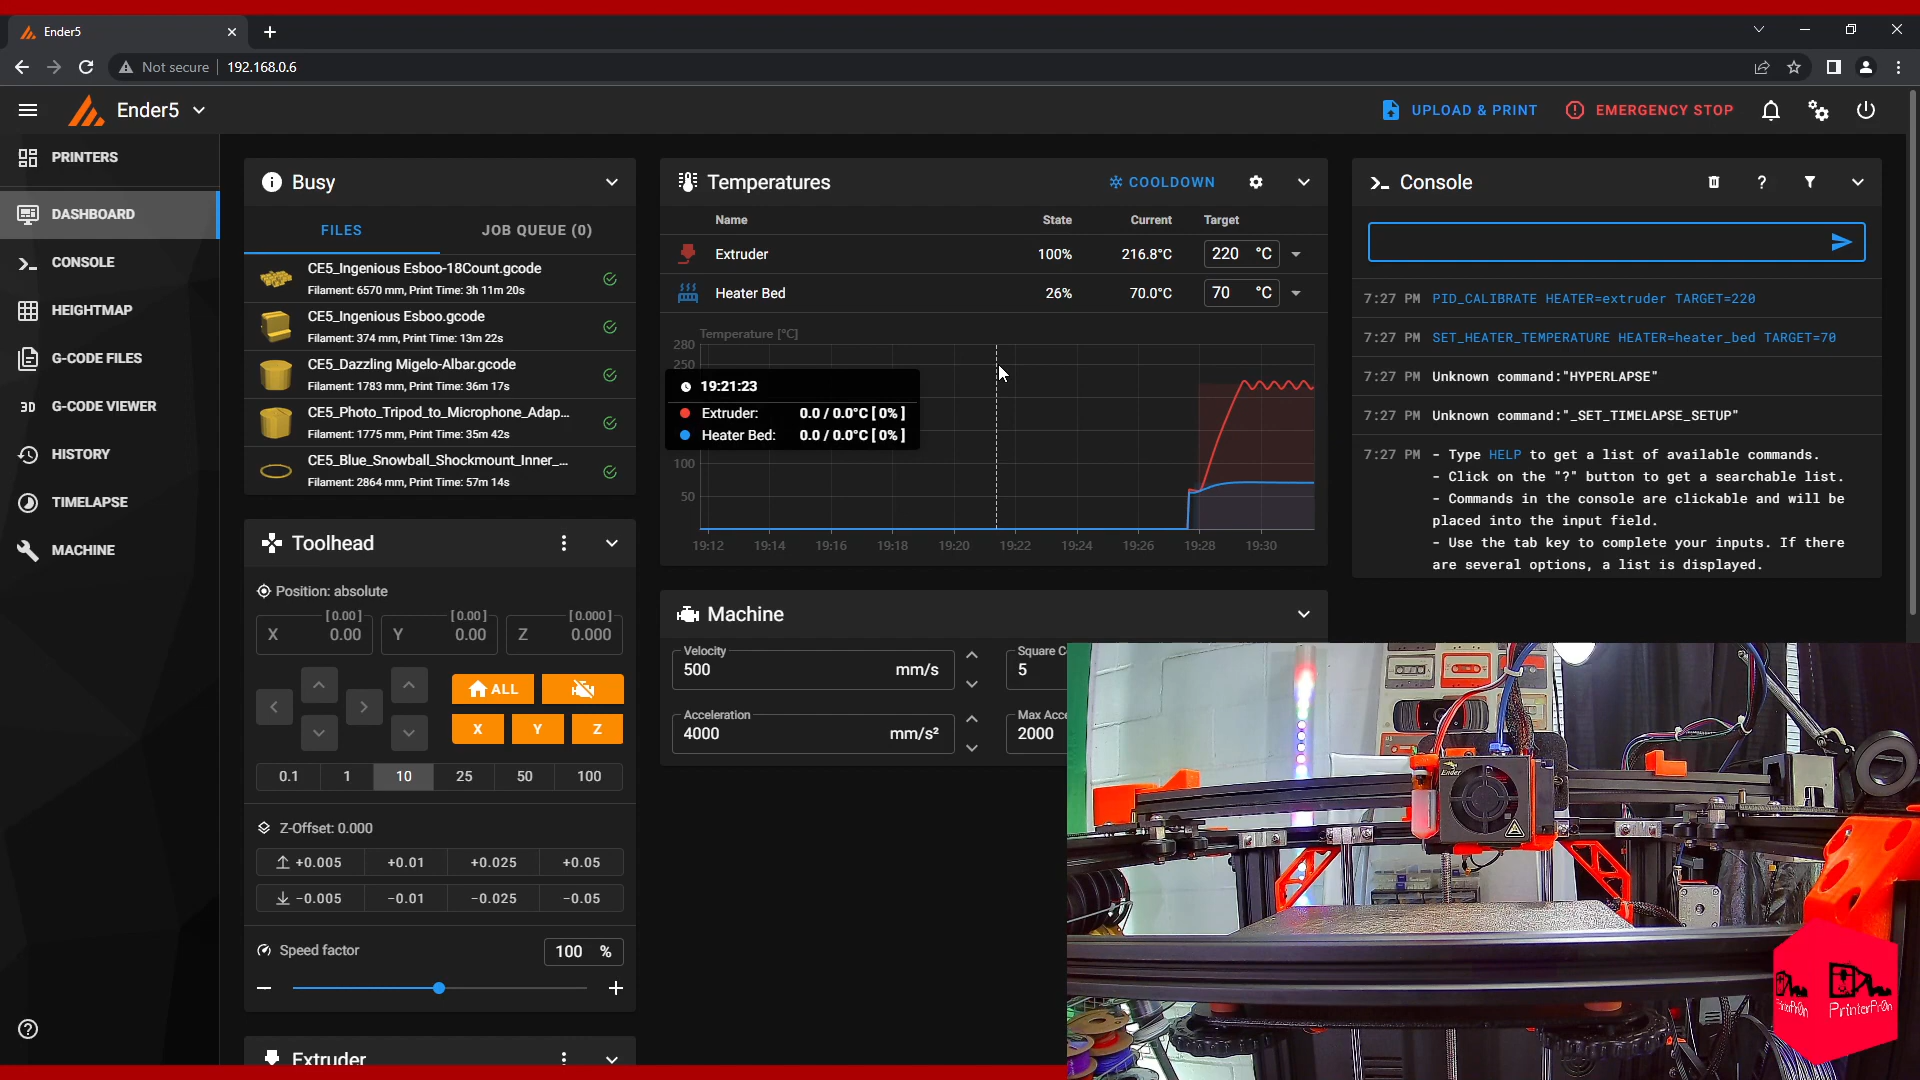 Ender5
Not secure
192.168.0.6
Ender5
UPLOAD & PRINT
EMERGENCY STOP
PRINTERS
DASHBOARD
CONSOLE
HEIGHTMAP
G-CODE FILES
3D G-CODE VIEWER
HISTORY
TIMELAPSE
MACHINE
Busy
FILES
JOB QUEUE (0)
CE5_Ingenious Esboo-18Count.gcode
Filament: 6570 mm, Print Time: 3h 11m 20s
CE5_Ingenious Esboo.gcode
Filament: 374 mm, Print Time: 13m 22s
CE5_Dazzling Migelo-Albar.gcode
Filament: 1783 mm, Print Time: 36m 17s
CE5_Photo_Tripod_to_Microphone_Adap...
Filament: 1775 mm, Print Time: 35m 42s
CE5_Blue_Snowball_Shockmount_Inner_...
Filament: 2864 mm, Print Time: 57m 14s
Toolhead
Position: absolute
[0.00]
[0.00]
[0.000]
X 0.00
Y 0.00
Z 0.000
ALL
X
Y
Z
0.1
1
10
25
50
100
Z-Offset: 0.000
+0.005
+0.01
+0.025
+0.05
−0.005
−0.01
−0.025
−0.05
Speed factor
100 %
Extruder
Temperatures
COOLDOWN
Name State Current Target
Extruder 100% 216.8°C 220 °C
Heater Bed 26% 70.0°C 70 °C
Temperature [°C]
280
250
100
50
19:21:23
Extruder: 0.0 / 0.0°C [ 0% ]
Heater Bed: 0.0 / 0.0°C [ 0% ]
19:12 19:14 19:16 19:18 19:20 19:22 19:24 19:26 19:28 19:30
Machine
Velocity
500 mm/s
Square C
5
Acceleration
4000 mm/s²
Max Acce
2000
Console
7:27 PM PID_CALIBRATE HEATER=extruder TARGET=220
7:27 PM SET_HEATER_TEMPERATURE HEATER=heater_bed TARGET=70
7:27 PM Unknown command:"HYPERLAPSE"
7:27 PM Unknown command:"_SET_TIMELAPSE_SETUP"
7:27 PM - Type HELP to get a list of available commands.
- Click on the "?" button to get a searchable list.
- Commands in the console are clickable and will be
placed into the input field.
- Use the tab key to complete your inputs. If there
are several options, a list is displayed.
Ender
PrinterPr0n
PrinterPr0n